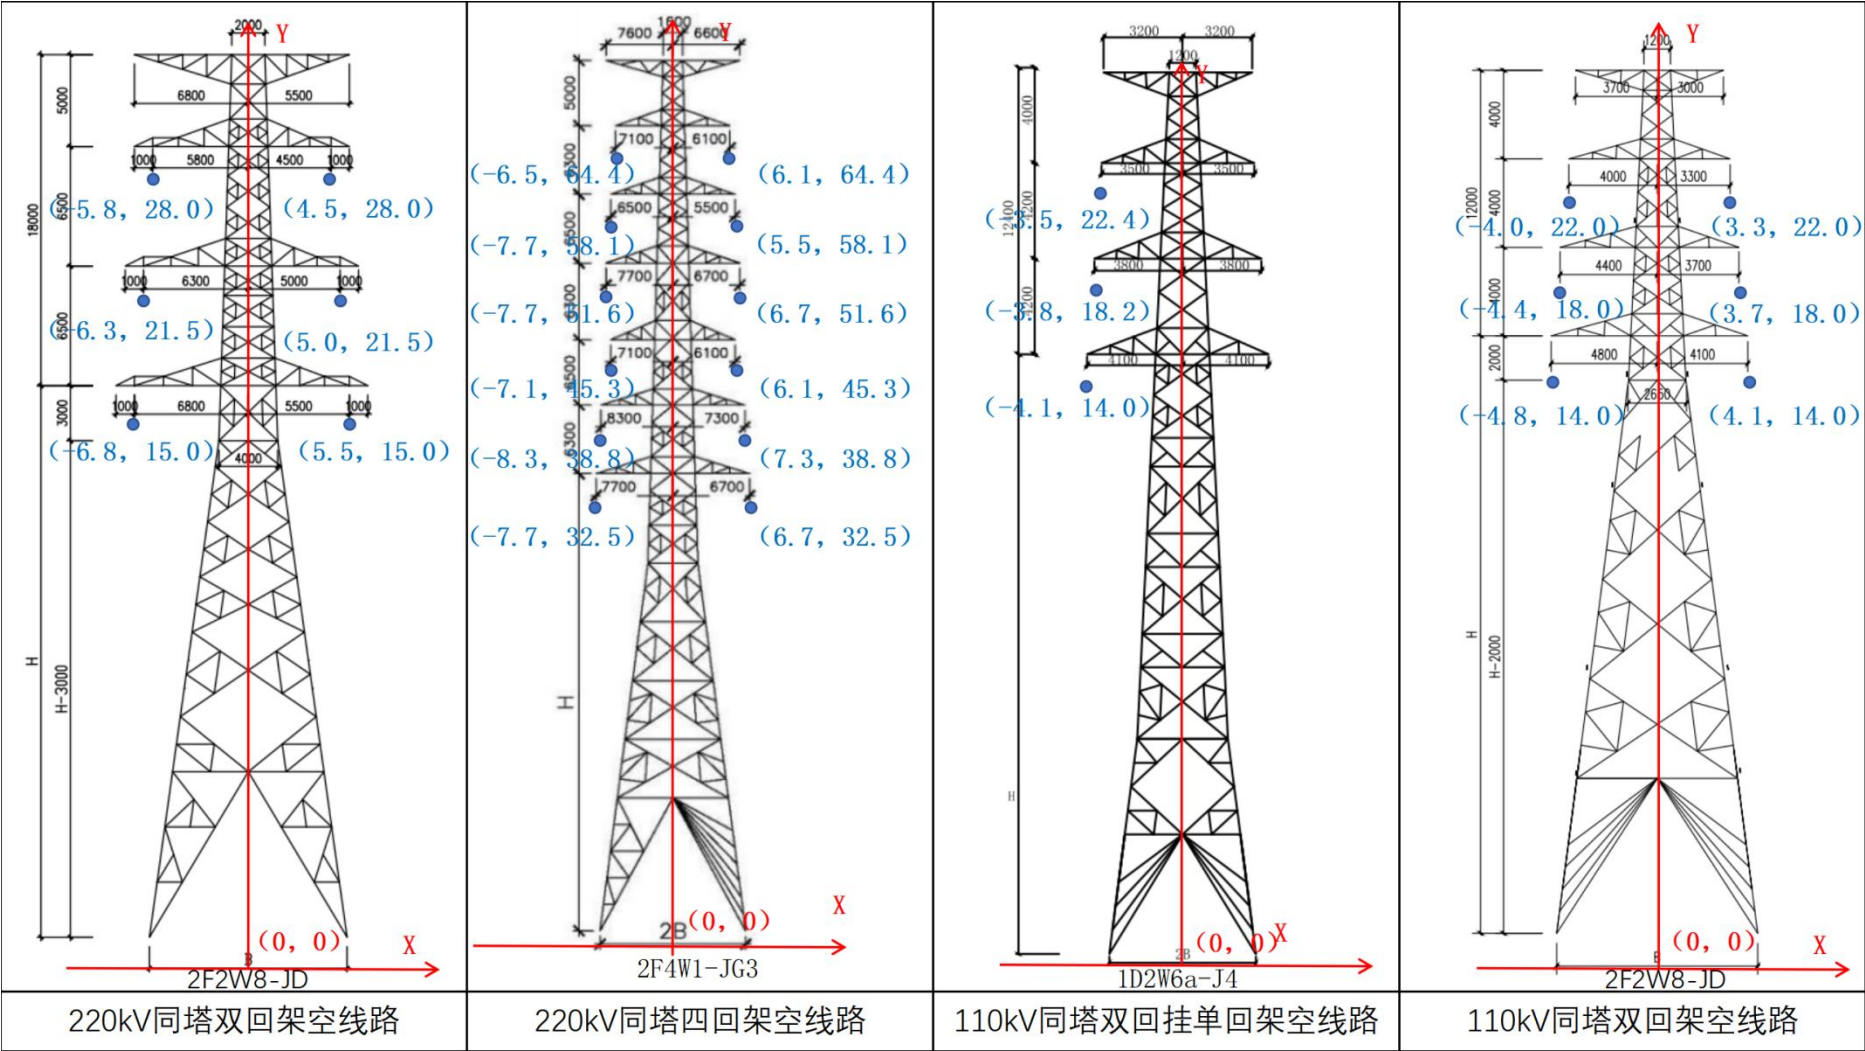 2000
Y
6800 5500
5000
1000 5800 4500 1000
(-5.8, 28.0) (4.5, 28.0)
18000
6500
1000 6300 5000 1000
(-6.3, 21.5) (5.0, 21.5)
6500
1000 6800 5500 1000
3000
(-6.8, 15.0) (5.5, 15.0)
4000
H
H-3000
(0, 0)
X
B
2F2W8-JD
220kV同塔双回架空线路
1600
Y
7600 6600
5000
7100 6100
6300
(-6.5, 64.4) (6.1, 64.4)
6500 5500
6500
(-7.7, 58.1) (5.5, 58.1)
7700 6700
6300
(-7.7, 51.6) (6.7, 51.6)
7100 6100
6500
(-7.1, 45.3) (6.1, 45.3)
8300 7300
6300
(-8.3, 38.8) (7.3, 38.8)
7700 6700
(-7.7, 32.5) (6.7, 32.5)
H
X
(0, 0)
2B
2F4W1-JG3
220kV同塔四回架空线路
3200 3200
1200
Y
4000
3500 3500
(-3.5, 22.4)
12400
4200
3800 3800
(-3.8, 18.2)
4200
4100 4100
(-4.1, 14.0)
H
(0, 0)
X
2B
1D2W6a-J4
110kV同塔双回挂单回架空线路
Y
1200
3700 3000
4000
4000 3300
12000
4000
(-4.0, 22.0) (3.3, 22.0)
4400 3700
4000
(-4.4, 18.0) (3.7, 18.0)
4800 4100
2000
2650
(-4.8, 14.0) (4.1, 14.0)
H
H-2000
(0, 0)
X
2F2W8-JD
110kV同塔双回架空线路